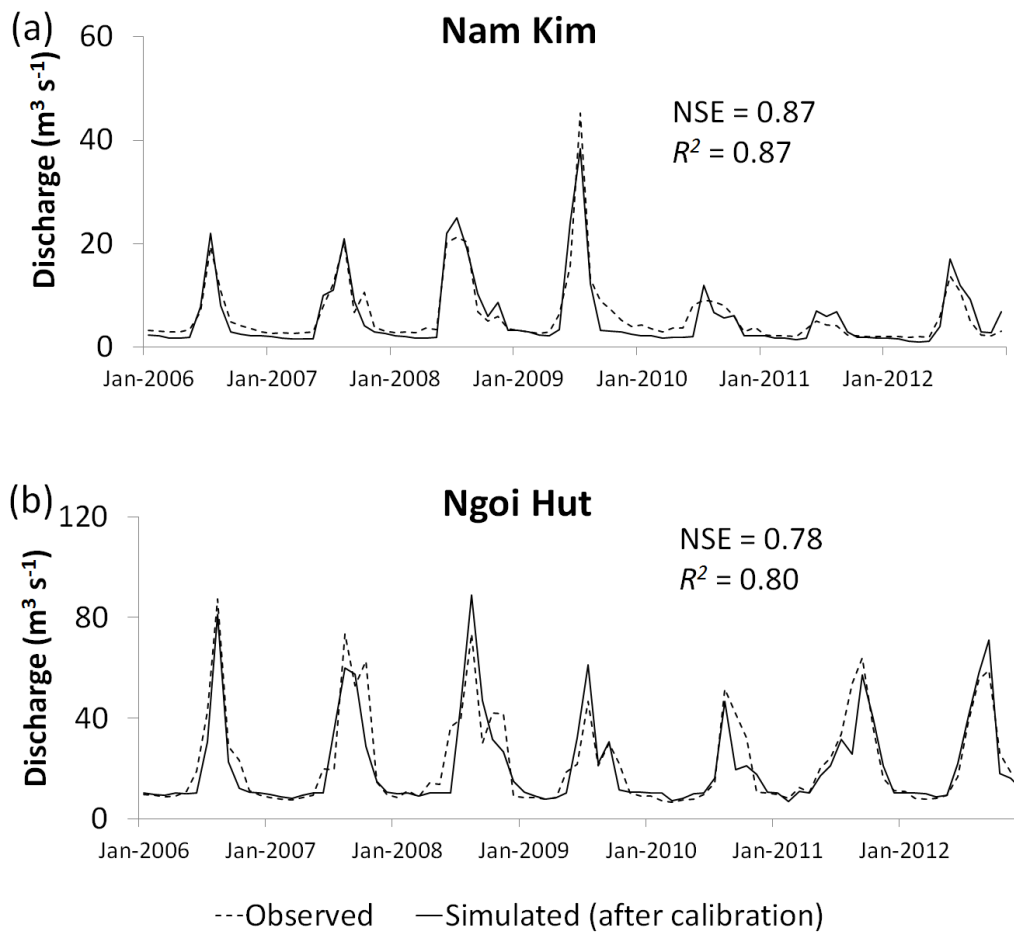 (a)
Nam Kim
Discharge (m³ s⁻¹)
60
40
20
0
NSE = 0.87
R² = 0.87
Jan-2006 Jan-2007 Jan-2008 Jan-2009 Jan-2010 Jan-2011 Jan-2012
(b)
Ngoi Hut
Discharge (m³ s⁻¹)
120
80
40
0
NSE = 0.78
R² = 0.80
Jan-2006 Jan-2007 Jan-2008 Jan-2009 Jan-2010 Jan-2011 Jan-2012
Observed Simulated (after calibration)